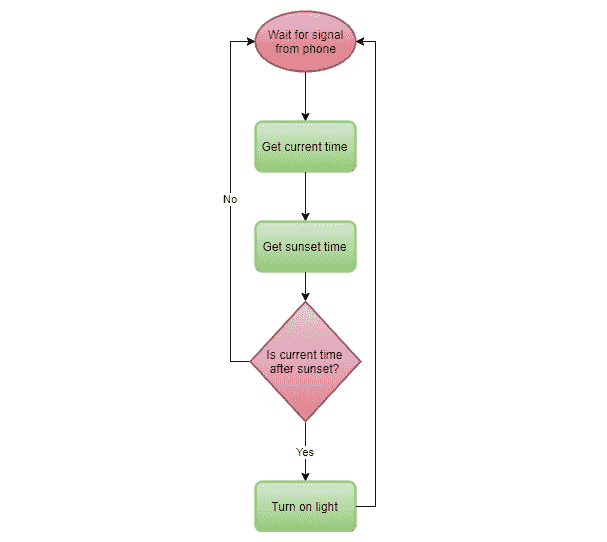 Wait for signal
from phone
Get current time
No
Get sunset time
Is current time
after sunset?
Yes
Turn on light